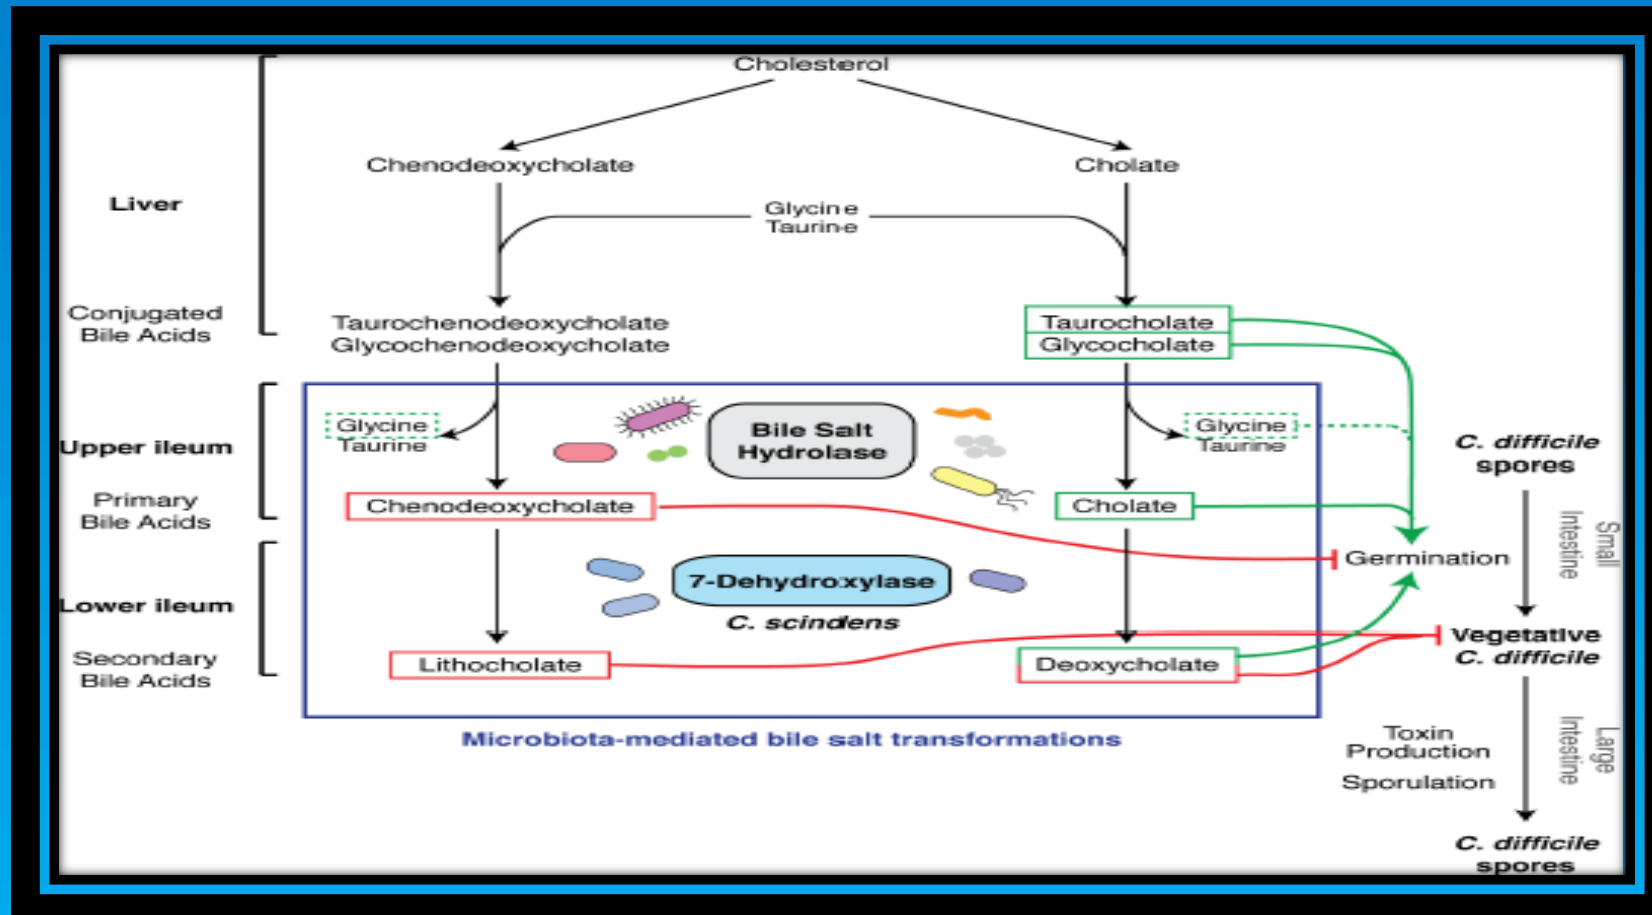 Cholesterol
Chenodeoxycholate
Cholate
Liver
Glycine
Taurine
Conjugated
Bile Acids
Taurochenodeoxycholate
Glycochenodeoxycholate
Taurocholate
Glycocholate
Upper ileum
Glycine
Taurine
Bile Salt
Hydrolase
Glycine
Taurine
C. difficile
spores
Primary
Bile Acids
Chenodeoxycholate
Cholate
Small
Intestine
Germination
Lower ileum
7-Dehydroxylase
C. scindens
Vegetative
C. difficile
Secondary
Bile Acids
Lithocholate
Deoxycholate
Microbiota-mediated bile salt transformations
Toxin
Production
Sporulation
Large
Intestine
C. difficile
spores